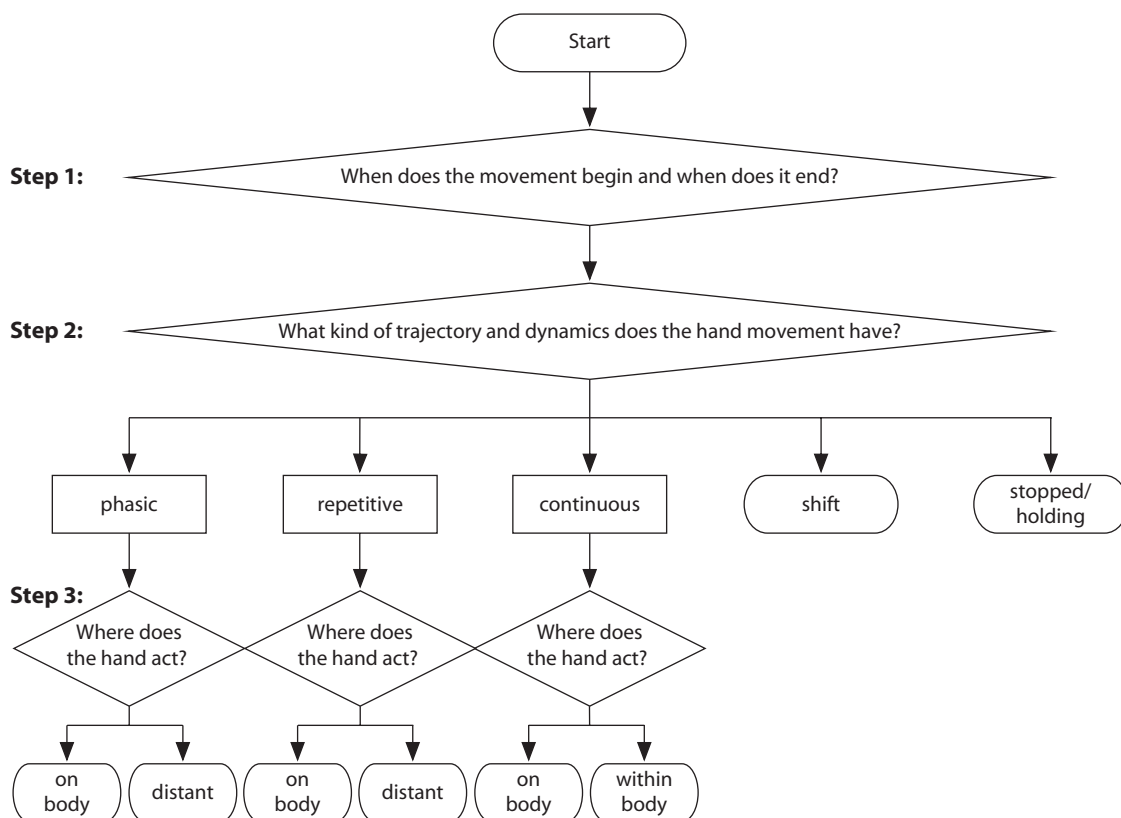 Start
Step 1:
When does the movement begin and when does it end?
Step 2:
What kind of trajectory and dynamics does the hand movement have?
phasic
repetitive
continuous
shift
stopped/
holding
Step 3:
Where does
the hand act?
Where does
the hand act?
Where does
the hand act?
on
body
distant
on
body
distant
on
body
within
body